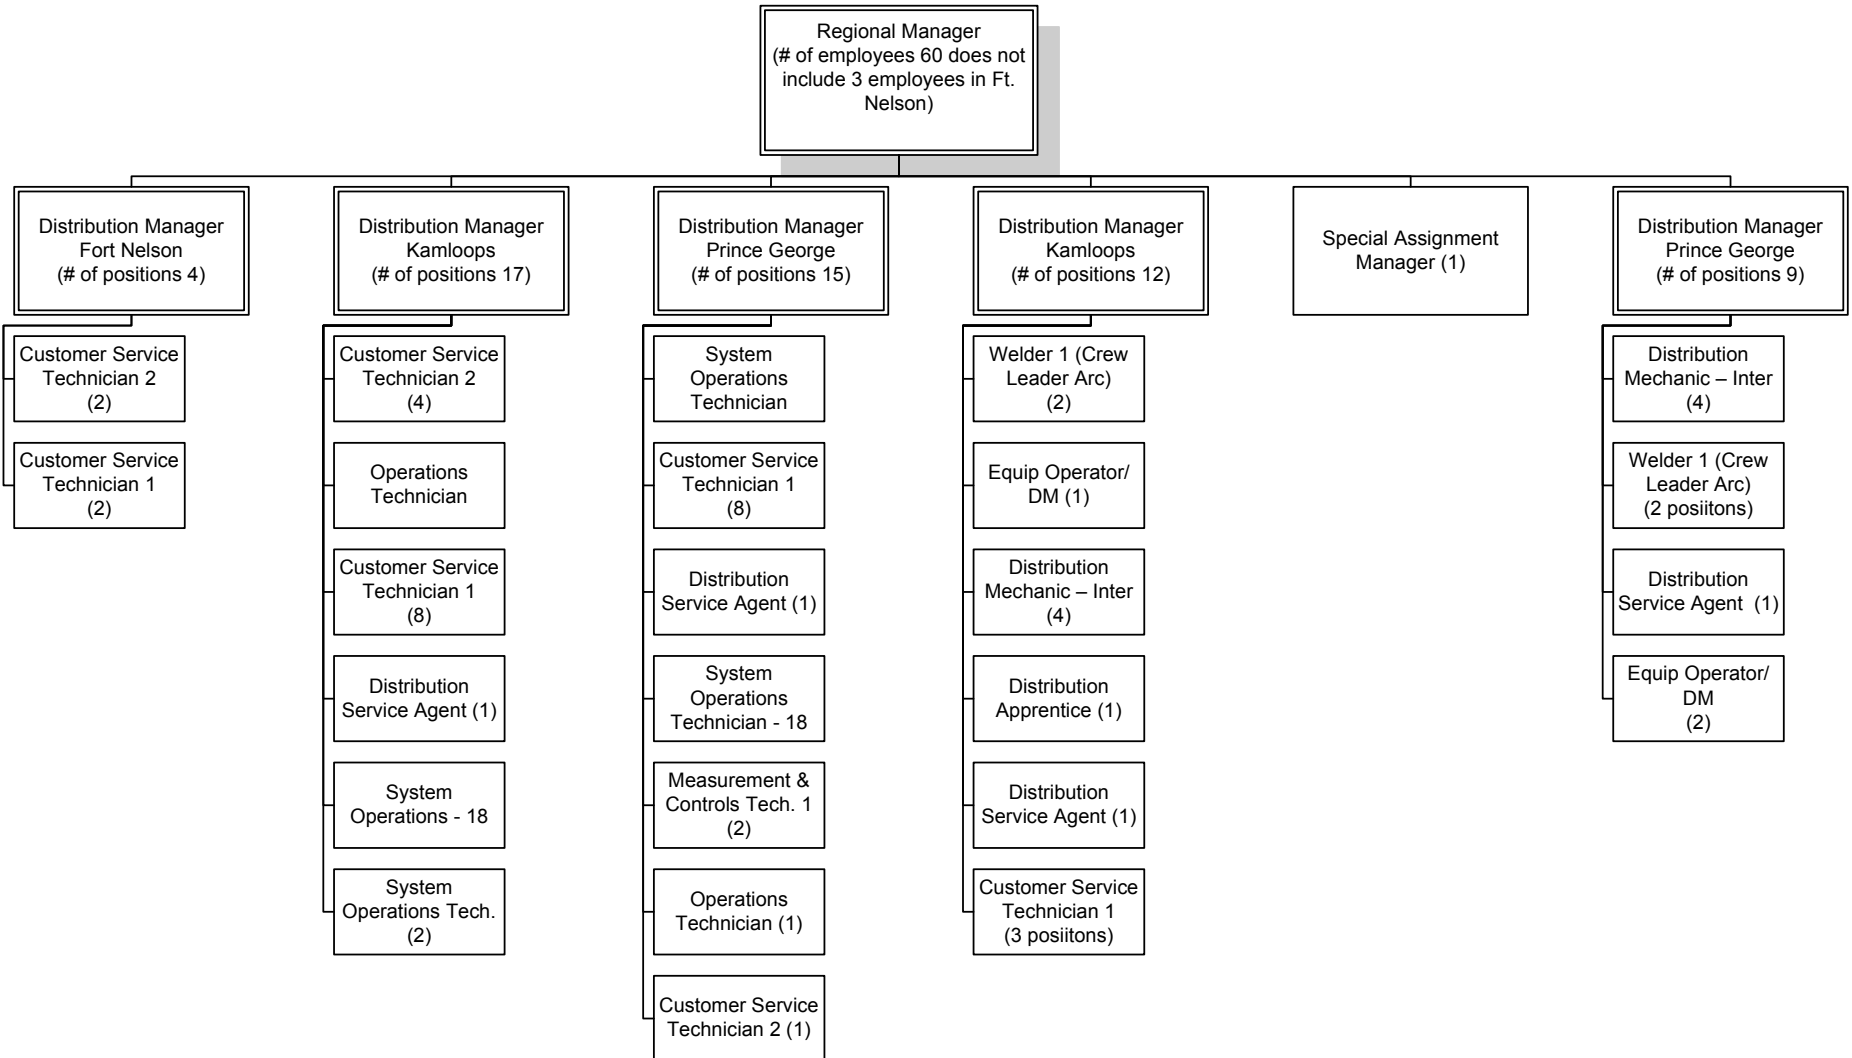 Regional Manager
(# of employees 60 does not
include 3 employees in Ft.
Nelson)
Distribution Manager
Fort Nelson
(# of positions 4)
Customer Service
Technician 2
(2)
Customer Service
Technician 1
(2)
Distribution Manager
Kamloops
(# of positions 17)
Customer Service
Technician 2
(4)
Operations
Technician
Customer Service
Technician 1
(8)
Distribution
Service Agent (1)
System
Operations - 18
System
Operations Tech.
(2)
Distribution Manager
Prince George
(# of positions 15)
System
Operations
Technician
Customer Service
Technician 1
(8)
Distribution
Service Agent (1)
System
Operations
Technician - 18
Measurement &
Controls Tech. 1
(2)
Operations
Technician (1)
Customer Service
Technician 2 (1)
Distribution Manager
Kamloops
(# of positions 12)
Welder 1 (Crew
Leader Arc)
(2)
Equip Operator/
DM (1)
Distribution
Mechanic – Inter
(4)
Distribution
Apprentice (1)
Distribution
Service Agent (1)
Customer Service
Technician 1
(3 posiitons)
Special Assignment
Manager (1)
Distribution Manager
Prince George
(# of positions 9)
Distribution
Mechanic – Inter
(4)
Welder 1 (Crew
Leader Arc)
(2 posiitons)
Distribution
Service Agent  (1)
Equip Operator/
DM
(2)